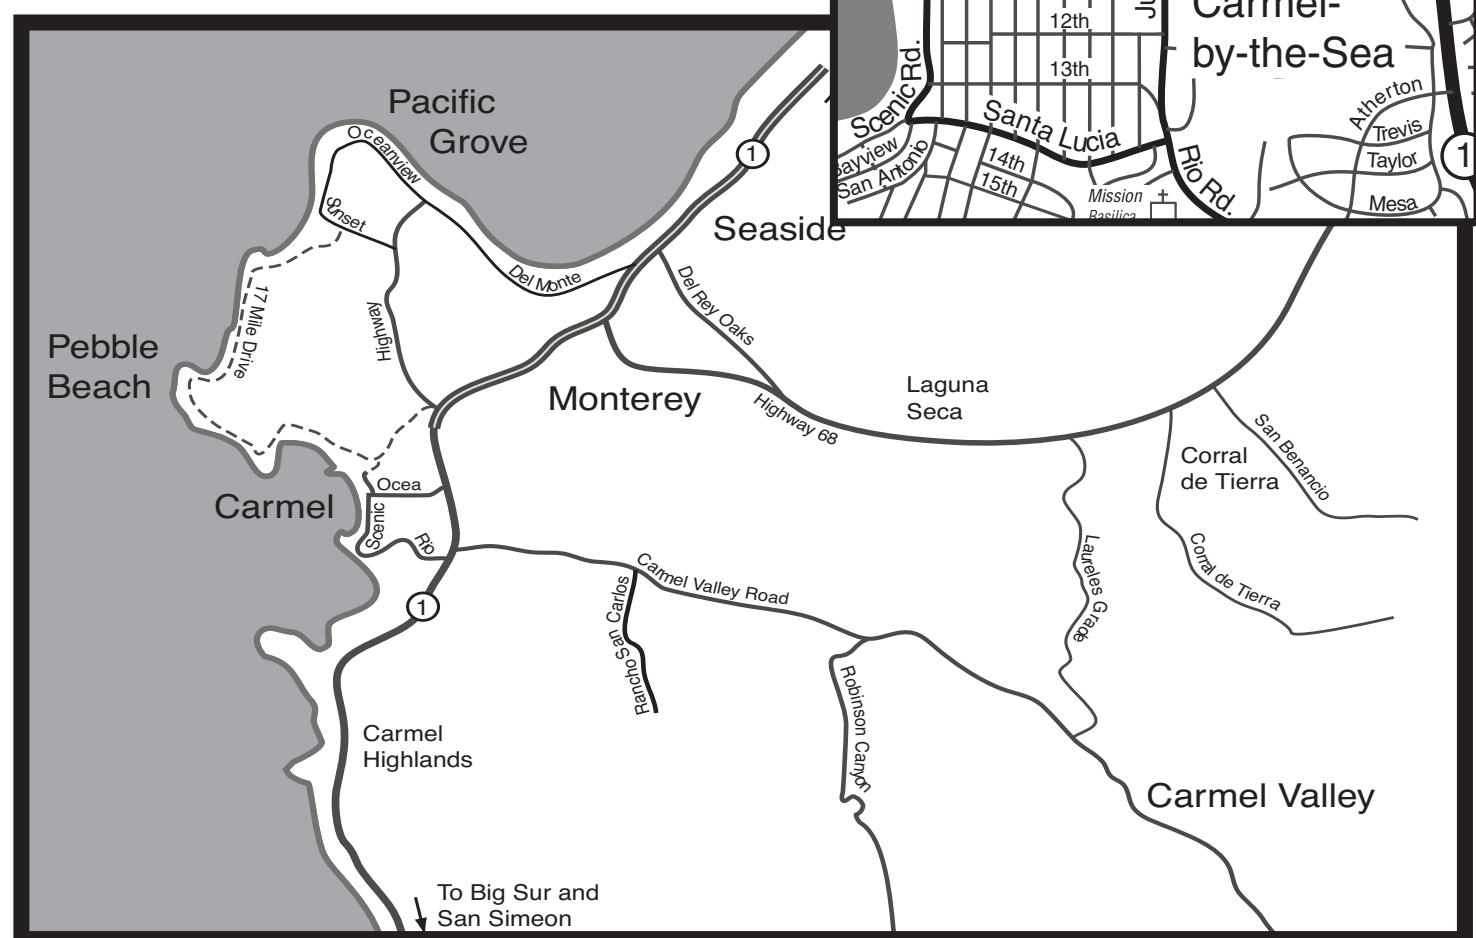 Carmel-
by-the-Sea
12th
13th
Scenic Rd.
Santa Lucia
Atherton
Trevis
Taylor
Mesa
1
San Antonio
14th
15th
Rio Rd.
Mission
Basilica
Pacific
Grove
Oceanview
Sunset
1
Seaside
Del Monte
Del Rey Oaks
17 Mile Drive
Highway
Pebble
Beach
Monterey
Highway 68
Laguna
Seca
Corral
de Tierra
San Benancio
Carmel
Ocea
Scenic
Rio
Carmel Valley Road
Rancho San Carlos
Laureles Grade
Corral de Tierra
1
Robinson Canyon
Carmel
Highlands
Carmel Valley
To Big Sur and
San Simeon